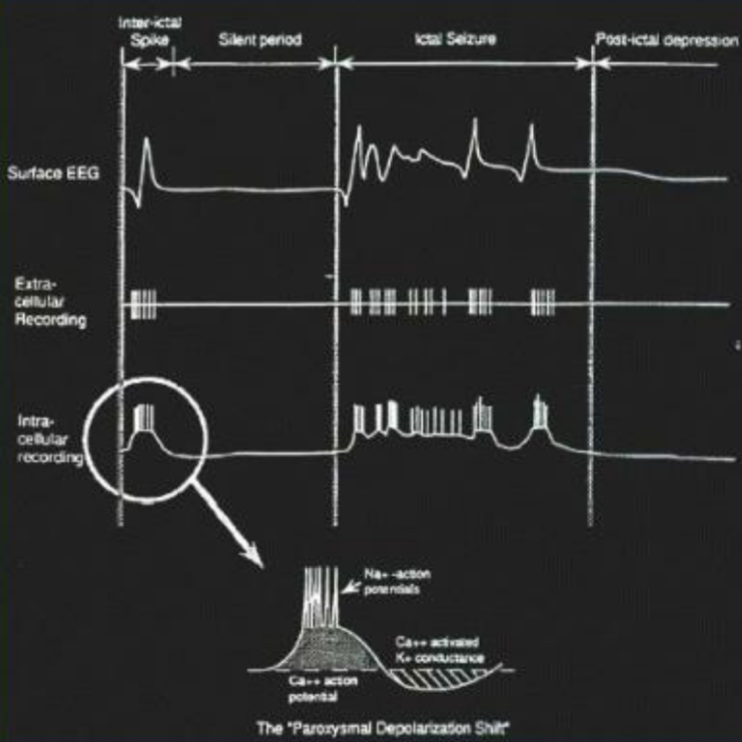 Inter-ictal
Spike
Silent period
Ictal Seizure
Post-ictal depression
Surface EEG
Extra-
cellular
Recording
Intra-
cellular
recording
Na+ -action
potentials
Ca++ activated
K+ conductance
Ca++ action
potential
The "Paroxysmal Depolarization Shift"